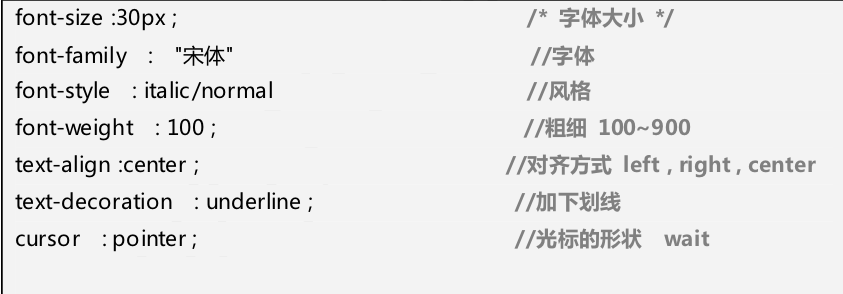 font-size :30px ; /* 字体大小 */
font-family : "宋体" //字体
font-style : italic/normal //风格
font-weight : 100 ; //粗细 100~900
text-align :center ; //对齐方式 left , right , center
text-decoration : underline ; //加下划线
cursor : pointer ; //光标的形状 wait